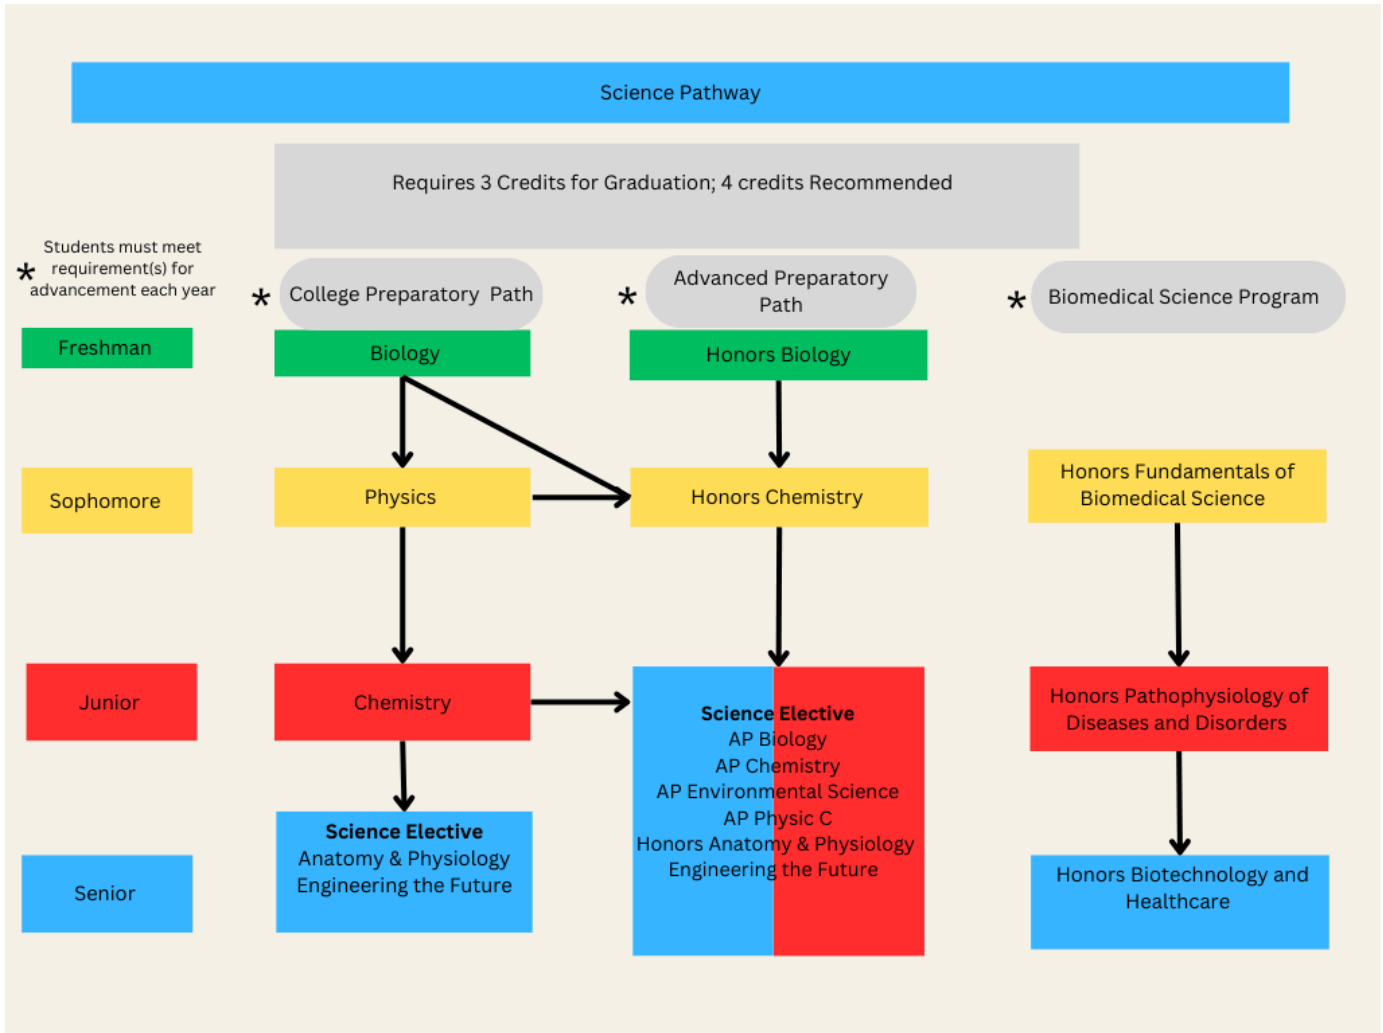 Science Pathway
Requires 3 Credits for Graduation; 4 credits Recommended
* Students must meet
requirement(s) for
advancement each year
* College Preparatory Path
* Advanced Preparatory
Path
* Biomedical Science Program
Freshman
Biology
Honors Biology
Sophomore
Physics
Honors Chemistry
Honors Fundamentals of
Biomedical Science
Junior
Chemistry
Science Elective
AP Biology
AP Chemistry
AP Environmental Science
AP Physic C
Honors Anatomy & Physiology
Engineering the Future
Honors Pathophysiology of
Diseases and Disorders
Senior
Science Elective
Anatomy & Physiology
Engineering the Future
Honors Biotechnology and
Healthcare